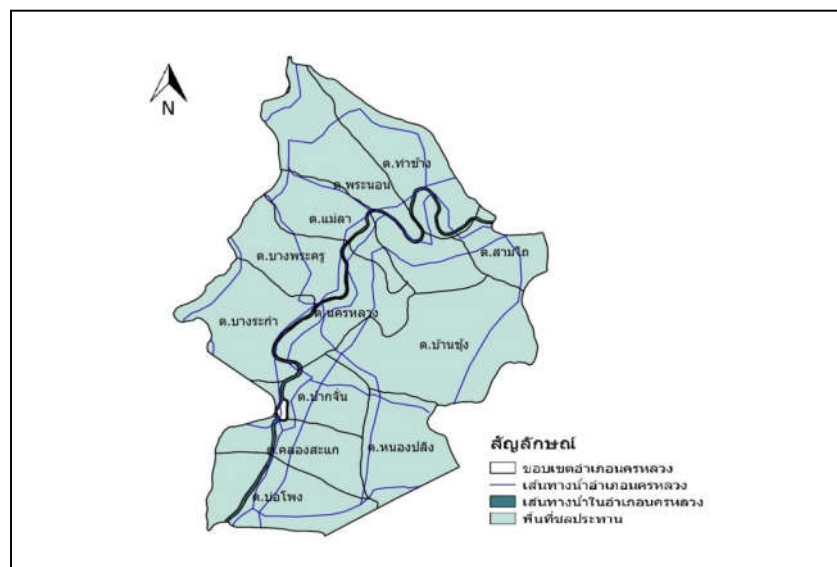 N
ต.ท่าช้าง
ต.พระนอน
ต.แม่ลา
ต.สามไถ
ต.บางพระครู
ต.นครหลวง
ต.บางระกำ
ต.บ้านชุ้ง
ต.ปากจั่น
ต.คลองสะแก
ต.หนองปลิง
ต.บ่อโพง
สัญลักษณ์
ขอบเขตอำเภอนครหลวง
เส้นทางน้ำอำเภอนครหลวง
เส้นทางน้ำในอำเภอนครหลวง
พื้นที่ชลประทาน